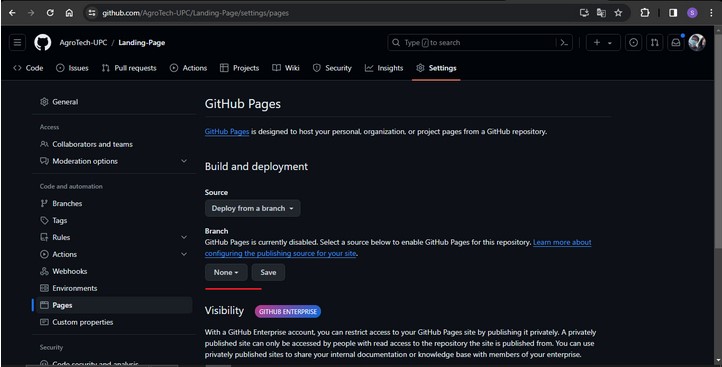 github.com/AgroTech-UPC/Landing-Page/settings/pages
S
AgroTech-UPC / Landing-Page
Type / to search
Code Issues Pull requests Actions Projects Wiki Security Insights Settings
General
Access
Collaborators and teams
Moderation options
Code and automation
Branches
Tags
Rules
Actions
Webhooks
Environments
Pages
Custom properties
Security
Code security and analysis
GitHub Pages
GitHub Pages is designed to host your personal, organization, or project pages from a GitHub repository.
Build and deployment
Source
Deploy from a branch
Branch
GitHub Pages is currently disabled. Select a source below to enable GitHub Pages for this repository. Learn more about
configuring the publishing source for your site.
None Save
Visibility GITHUB ENTERPRISE
With a GitHub Enterprise account, you can restrict access to your GitHub Pages site by publishing it privately. A privately
published site can only be accessed by people with read access to the repository the site is published from. You can use
privately published sites to share your internal documentation or knowledge base with members of your enterprise.